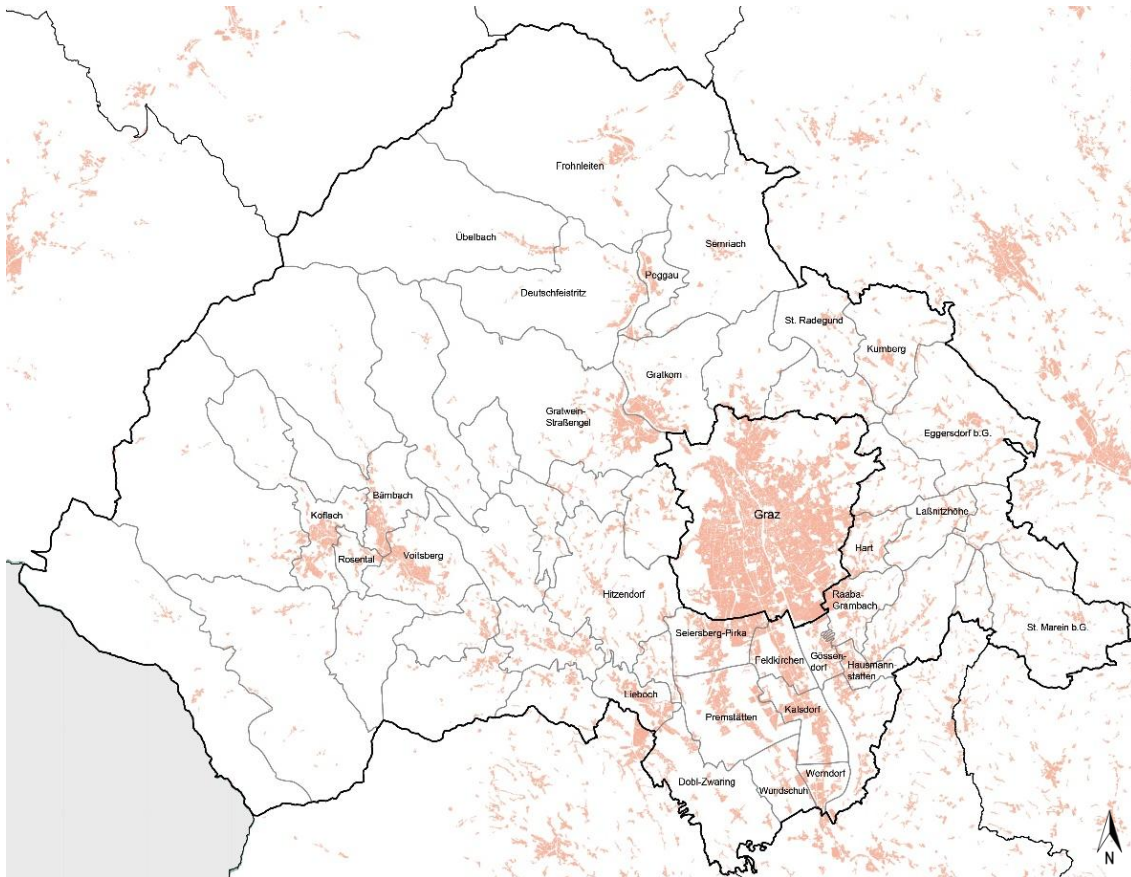 Frohnleiten
Übelbach
Semriach
Peggau
Deutschfeistritz
St. Radegund
Kumberg
Gratkorn
Gratwein-
Straßengel
Eggersdorf b.G.
Bärnbach
Köflach
Graz
Laßnitzhöhe
Hart
Rosental
Voitsberg
Hitzendorf
Raaba-
Grambach
St. Marein b.G.
Seiersberg-Pirka
Feldkirchen
Gössen-
dorf
Hausmann-
stätten
Lieboch
Premstätten
Kalsdorf
Dobl-Zwaring
Wundschuh
Werndorf
N